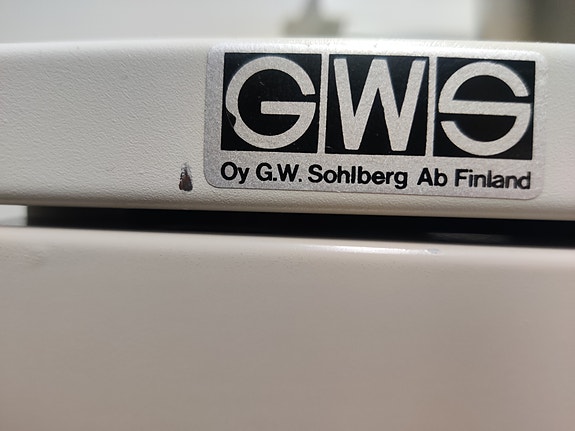 GWS
Oy G.W. Sohlberg Ab Finland